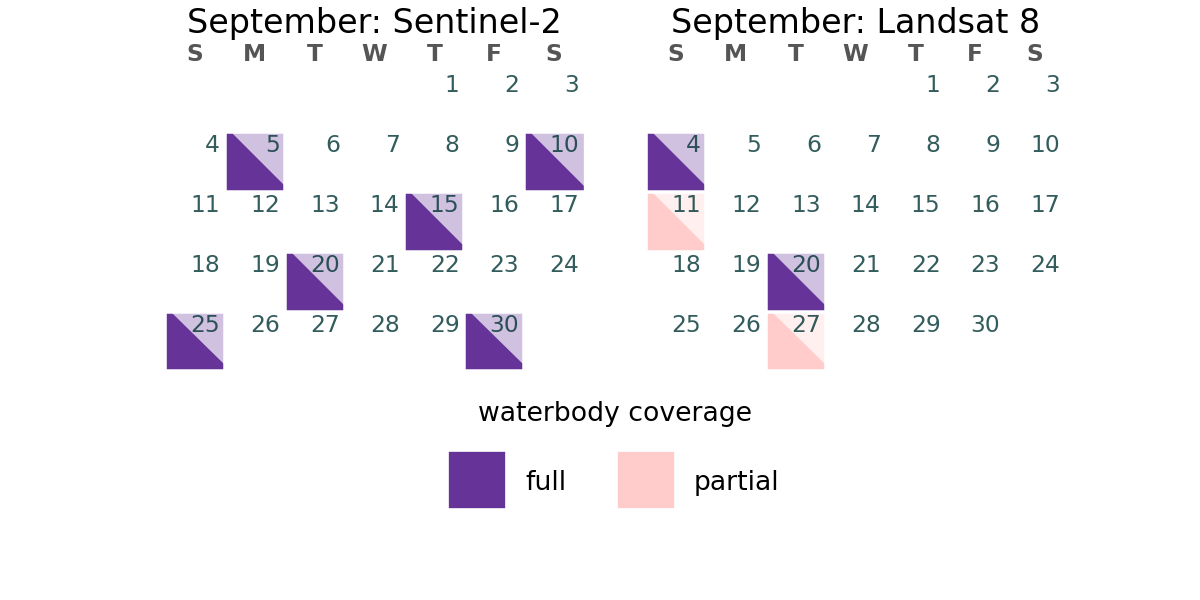 September: Sentinel-2
S M T W T F S
1 2 3
4 5 6 7 8 9 10
11 12 13 14 15 16 17
18 19 20 21 22 23 24
25 26 27 28 29 30
September: Landsat 8
S M T W T F S
1 2 3
4 5 6 7 8 9 10
11 12 13 14 15 16 17
18 19 20 21 22 23 24
25 26 27 28 29 30
waterbody coverage
full
partial